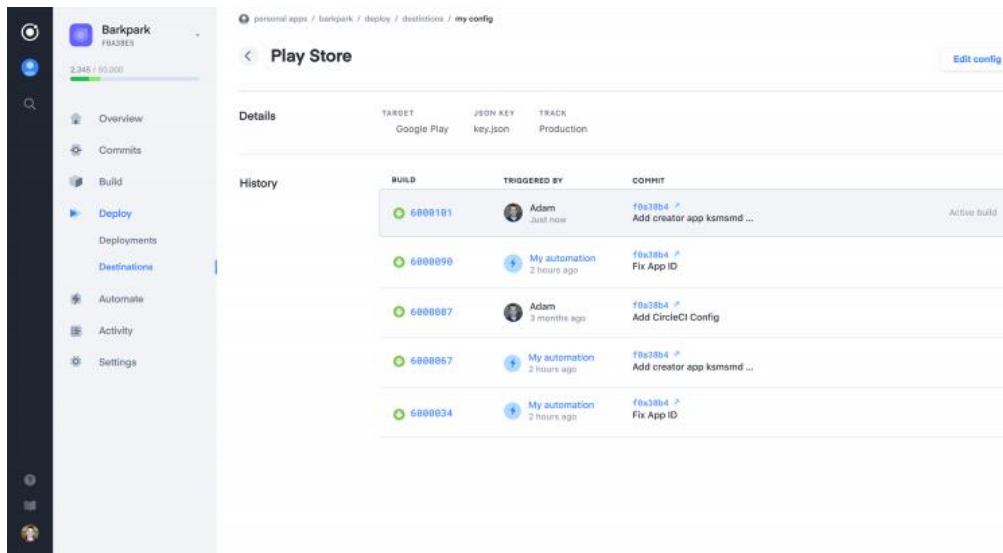 personal apps / barkpark / deploy / destintions / my config
Barkpark
F0A38E5
2,345 / 50,000
Overview
Commits
Build
Deploy
Deployments
Destinations
Automate
Activity
Settings
Play Store
Edit config
Details
TARGET JSON KEY TRACK
Google Play key.json Production
History
BUILD TRIGGERED BY COMMIT
6000101 Adam f0a38b4
Just now Add creator app ksmsmd ... Active build
6000090 My automation f0a38b4
2 hours ago Fix App ID
6000087 Adam f0a38b4
3 months ago Add CircleCI Config
6000067 My automation f0a38b4
2 hours ago Add creator app ksmsmd ...
6000034 My automation f0a38b4
2 hours ago Fix App ID